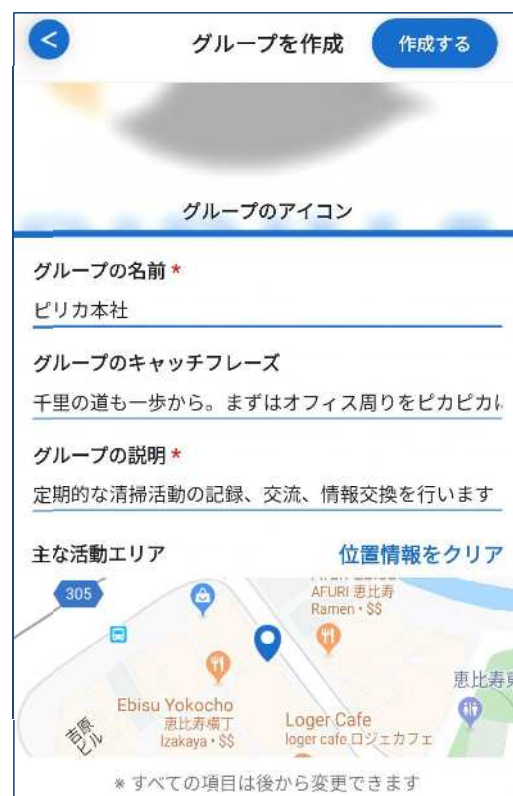 グループを作成
作成する
グループのアイコン
グループの名前 *
ピリカ本社
グループのキャッチフレーズ
千里の道も一歩から。まずはオフィス周りをピカピカに
グループの説明 *
定期的な清掃活動の記録、交流、情報交換を行います
主な活動エリア
位置情報をクリア
305
AFURI 恵比寿
Ramen・$$
恵比寿東
Ebisu Yokocho
恵比寿横丁
Izakaya・$$
吉原
ビル
Loger Cafe
loger cafe ロジェカフェ
* すべての項目は後から変更できます